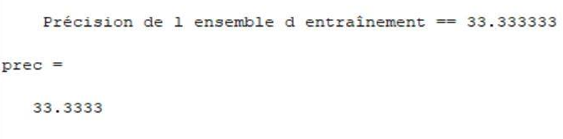 Précision de l ensemble d entraînement == 33.333333
prec =
33.3333